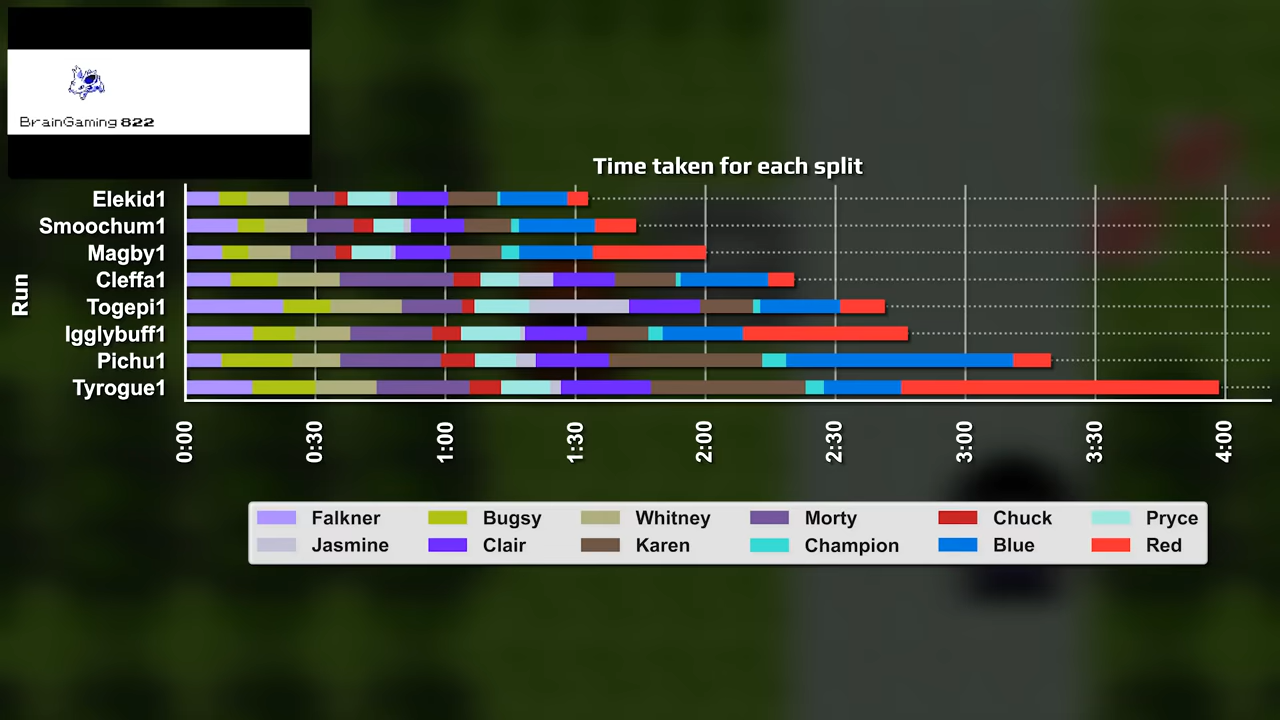 BrainGaming 822
Time taken for each split
Run
Elekid1
Smoochum1
Magby1
Cleffa1
Togepi1
Igglybuff1
Pichu1
Tyrogue1
0:00 0:30 1:00 1:30 2:00 2:30 3:00 3:30 4:00
Falkner Bugsy Whitney Morty Chuck Pryce
Jasmine Clair Karen Champion Blue Red